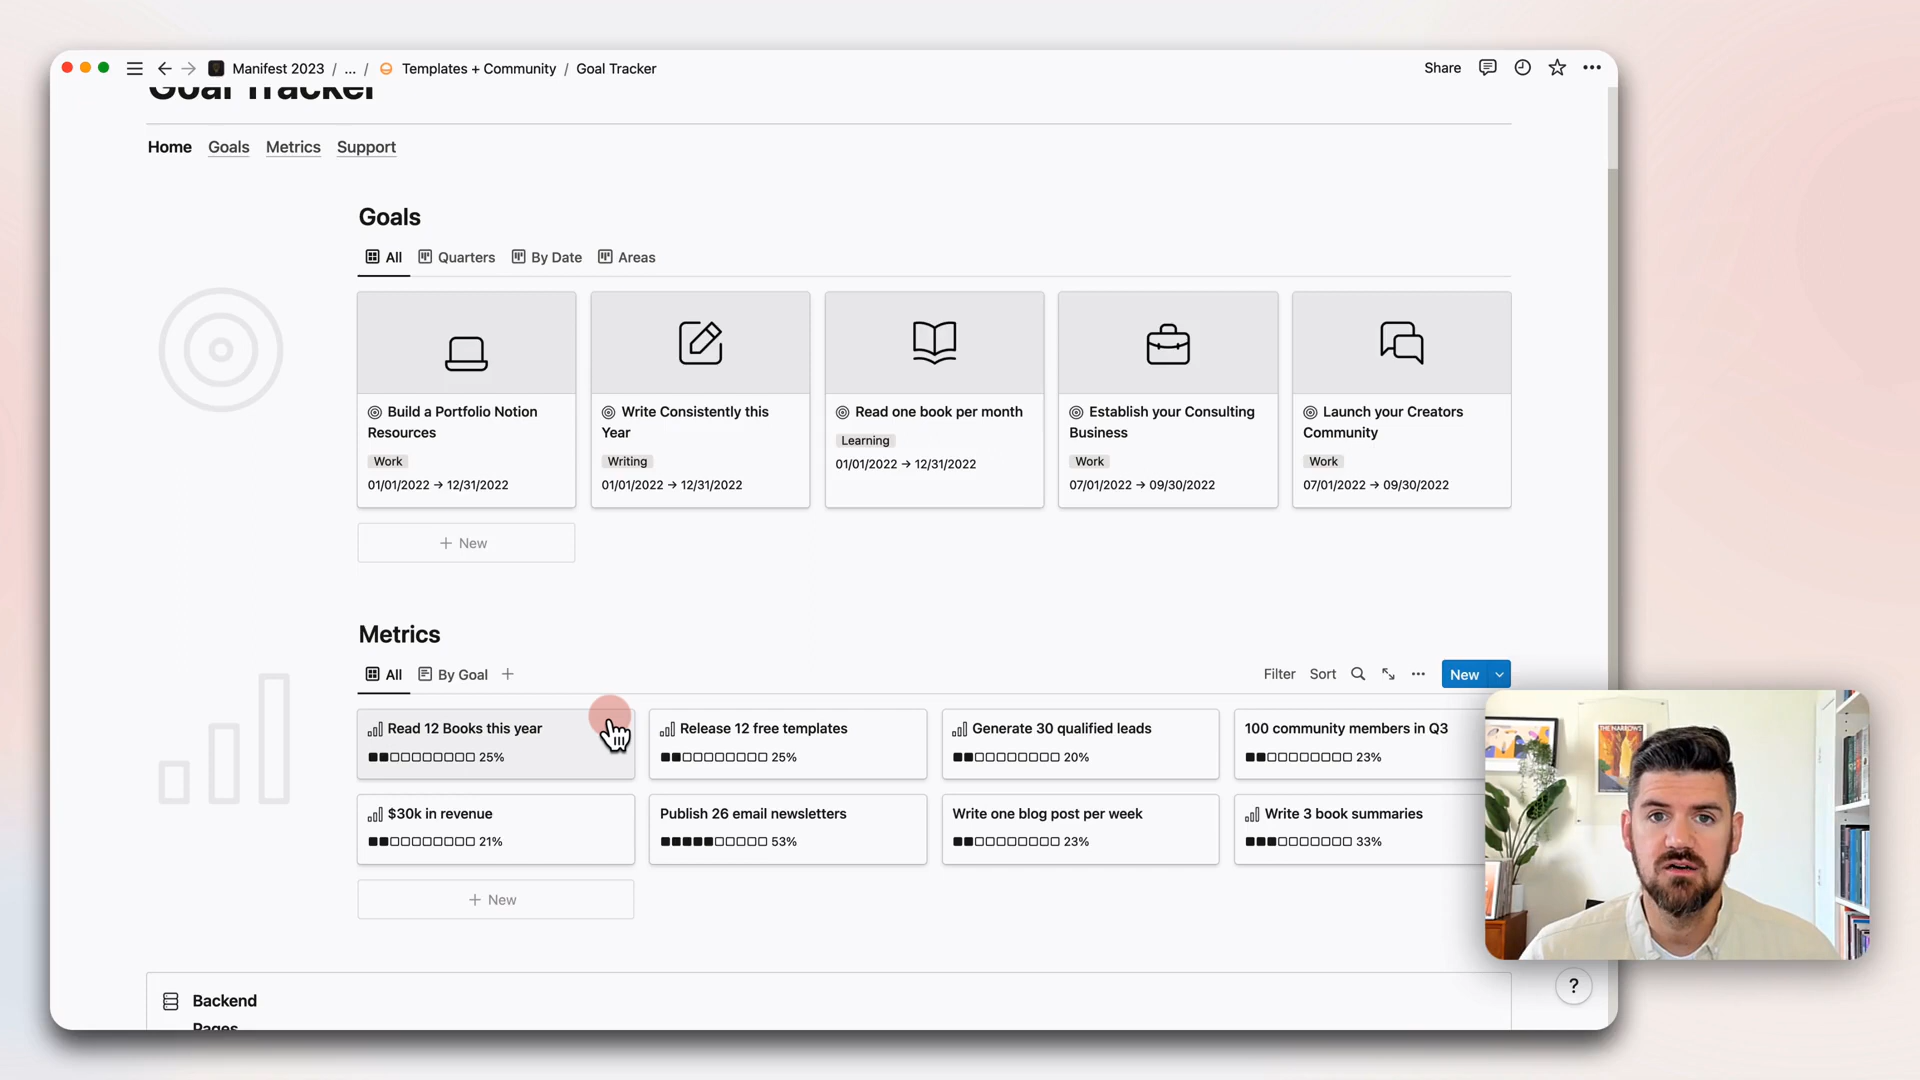 Manifest 2023 / ... / Templates + Community / Goal Tracker
Share
Goal Tracker
Home Goals Metrics Support
Goals
All Quarters By Date Areas
Build a Portfolio Notion
Resources
Work
01/01/2022 → 12/31/2022
Write Consistently this
Year
Writing
01/01/2022 → 12/31/2022
Read one book per month
Learning
01/01/2022 → 12/31/2022
Establish your Consulting
Business
Work
07/01/2022 → 09/30/2022
Launch your Creators
Community
Work
07/01/2022 → 09/30/2022
+ New
Metrics
All By Goal +
Filter Sort ... New
Read 12 Books this year
25%
Release 12 free templates
25%
Generate 30 qualified leads
20%
100 community members in Q3
23%
$30k in revenue
21%
Publish 26 email newsletters
53%
Write one blog post per week
23%
Write 3 book summaries
33%
+ New
THE NARROWS
Backend
Pages
?